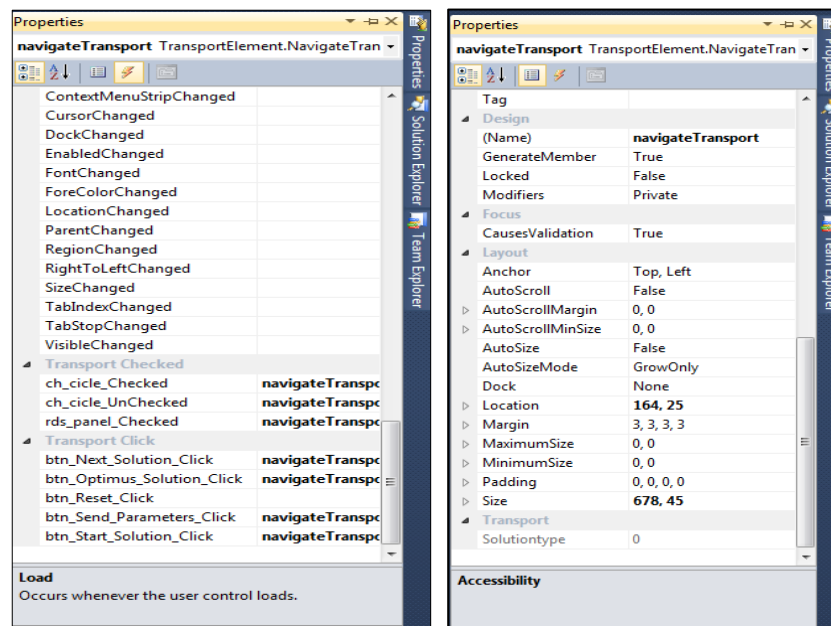 Properties
navigateTransport TransportElement.NavigateTran
ContextMenuStripChanged
CursorChanged
DockChanged
EnabledChanged
FontChanged
ForeColorChanged
LocationChanged
ParentChanged
RegionChanged
RightToLeftChanged
SizeChanged
TabIndexChanged
TabStopChanged
VisibleChanged
Transport Checked
ch_cicle_Checked navigateTranspo
ch_cicle_UnChecked navigateTranspo
rds_panel_Checked navigateTranspo
Transport Click
btn_Next_Solution_Click navigateTranspo
btn_Optimus_Solution_Click navigateTranspo
btn_Reset_Click
btn_Send_Parameters_Click navigateTranspo
btn_Start_Solution_Click navigateTranspo
Load
Occurs whenever the user control loads.
Properties
Solution Explorer
Team Explorer
Properties
navigateTransport TransportElement.NavigateTran
Tag
Design
(Name) navigateTransport
GenerateMember True
Locked False
Modifiers Private
Focus
CausesValidation True
Layout
Anchor Top, Left
AutoScroll False
AutoScrollMargin 0, 0
AutoScrollMinSize 0, 0
AutoSize False
AutoSizeMode GrowOnly
Dock None
Location 164, 25
Margin 3, 3, 3, 3
MaximumSize 0, 0
MinimumSize 0, 0
Padding 0, 0, 0, 0
Size 678, 45
Transport
Solutiontype 0
Accessibility
Properties
Solution Explorer
Team Explorer